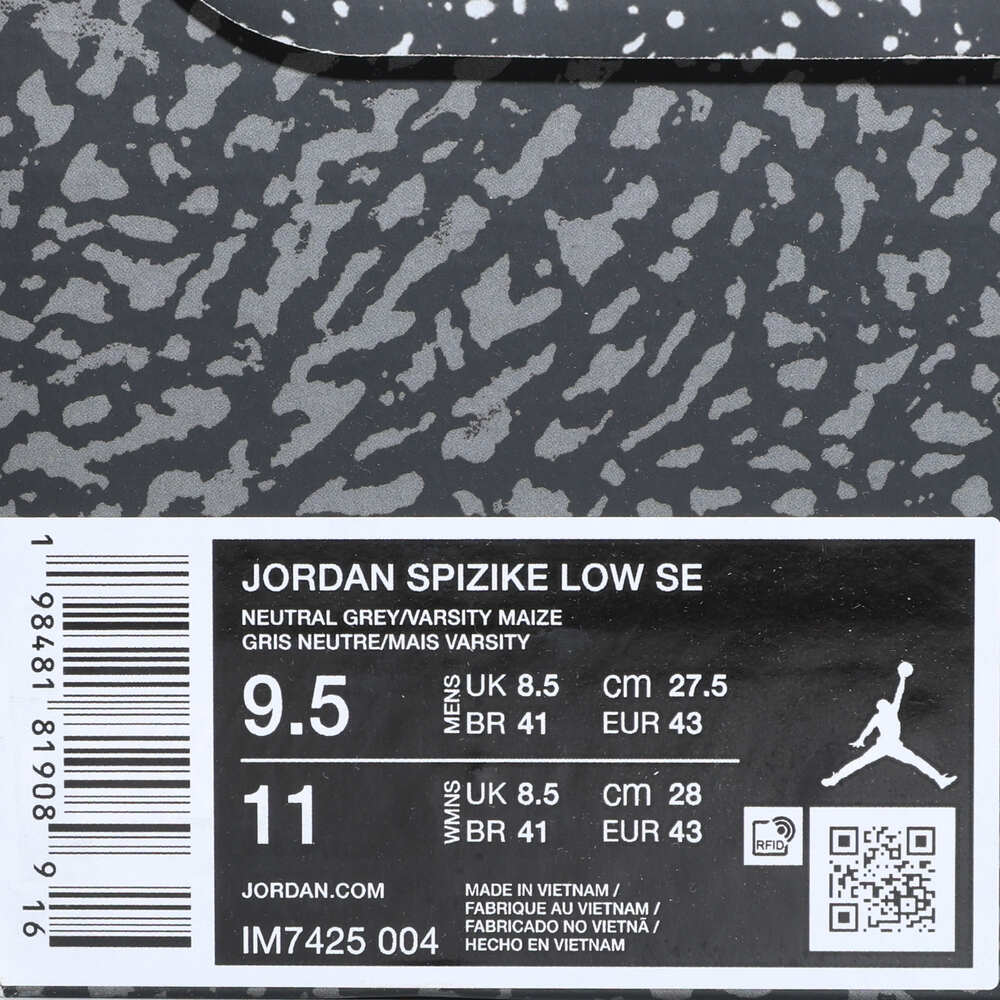 JORDAN SPIZIKE LOW SE
NEUTRAL GREY/VARSITY MAIZE
GRIS NEUTRE/MAIS VARSITY
9.5 MENS UK 8.5 cm 27.5
BR 41 EUR 43
11 WMNS UK 8.5 cm 28
BR 41 EUR 43
RFID
JORDAN.COM
IM7425 004
MADE IN VIETNAM /
FABRIQUE AU VIETNAM /
FABRICADO NO VIETNÃ /
HECHO EN VIETNAM
1 98481 81908 9 16